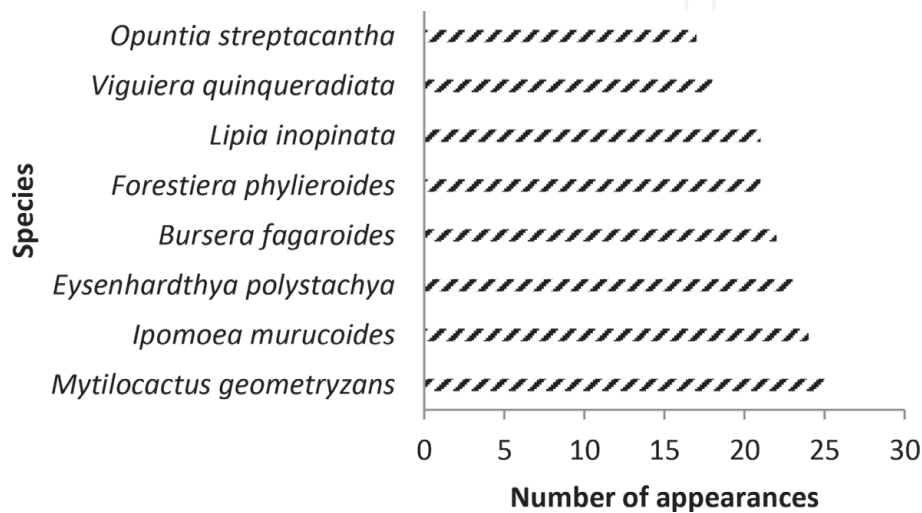 Opuntia streptacantha
Viguiera quinqueradiata
Lipia inopinata
Forestiera phylieroides
Bursera fagaroides
Eysenhardthya polystachya
Ipomoea murucoides
Mytilocactus geometryzans
Species
0 5 10 15 20 25 30
Number of appearances